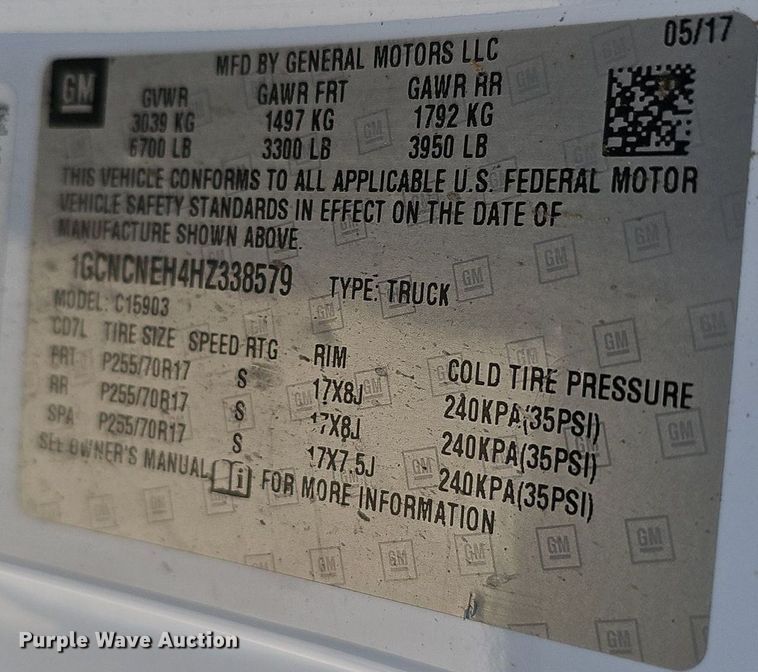 05/17
GM MFD BY GENERAL MOTORS LLC
GVWR GAWR FRT GAWR RR
3039 KG 1497 KG 1792 KG
6700 LB 3300 LB 3950 LB
THIS VEHICLE CONFORMS TO ALL APPLICABLE U.S. FEDERAL MOTOR
VEHICLE SAFETY STANDARDS IN EFFECT ON THE DATE OF
MANUFACTURE SHOWN ABOVE.
1GCNCNEH4HZ338579 TYPE: TRUCK
MODEL: C15903
CD7L TIRE SIZE SPEED RTG RIM COLD TIRE PRESSURE
FRT P255/70R17 S 17X8J 240KPA(35PSI)
RR P255/70R17 S 17X8J 240KPA(35PSI)
SPA P255/70R17 S 17X7.5J 240KPA(35PSI)
SEE OWNER'S MANUAL FOR MORE INFORMATION
Purple Wave Auction